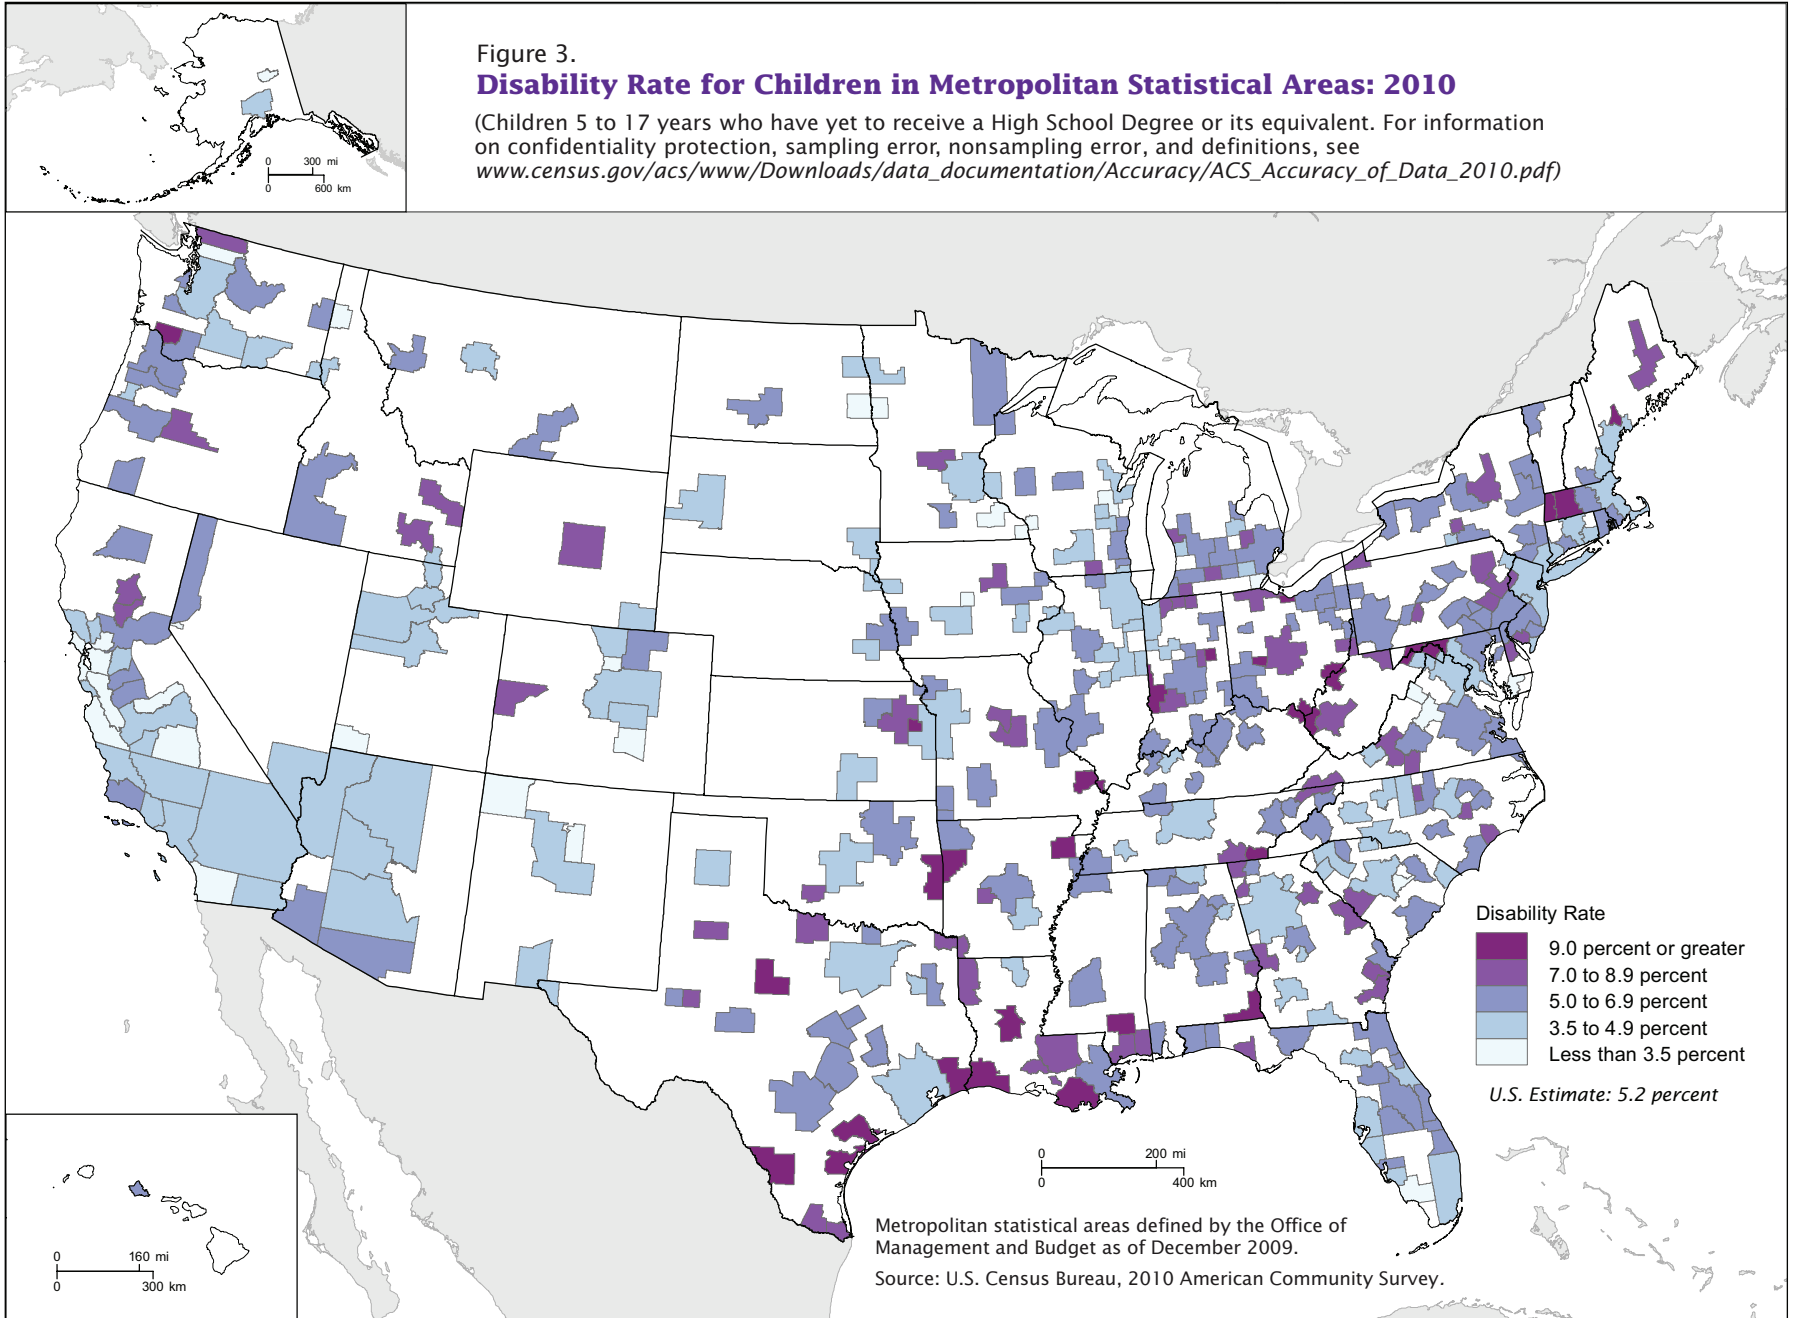 Figure 3.
Disability Rate for Children in Metropolitan Statistical Areas: 2010
(Children 5 to 17 years who have yet to receive a High School Degree or its equivalent. For information
on confidentiality protection, sampling error, nonsampling error, and definitions, see
www.census.gov/acs/www/Downloads/data_documentation/Accuracy/ACS_Accuracy_of_Data_2010.pdf)
0 300 mi
0 600 km
Disability Rate
9.0 percent or greater
7.0 to 8.9 percent
5.0 to 6.9 percent
3.5 to 4.9 percent
Less than 3.5 percent
U.S. Estimate: 5.2 percent
0 200 mi
0 400 km
Metropolitan statistical areas defined by the Office of
Management and Budget as of December 2009.
Source: U.S. Census Bureau, 2010 American Community Survey.
0 160 mi
0 300 km